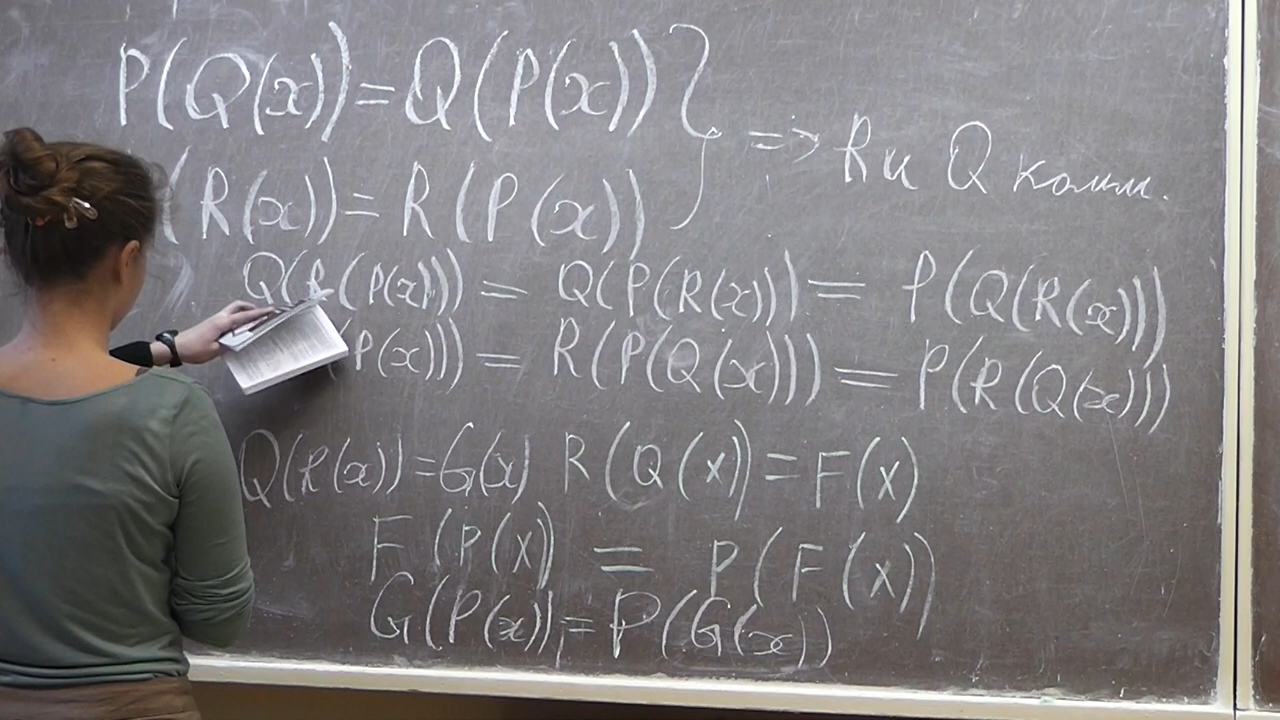 P(Q(x))=Q(P(x))
(R(x))=R(P(x))
=> R и Q комм.
Q(R(P(x))) = Q(P(R(x))) = P(Q(R(x)))
(P(x))) = R(P(Q(x))) = P(R(Q(x)))
Q(R(x))=G(x) R(Q(x))=F(x)
F(P(x)) = P(F(x))
G(P(x))=P(G(x))